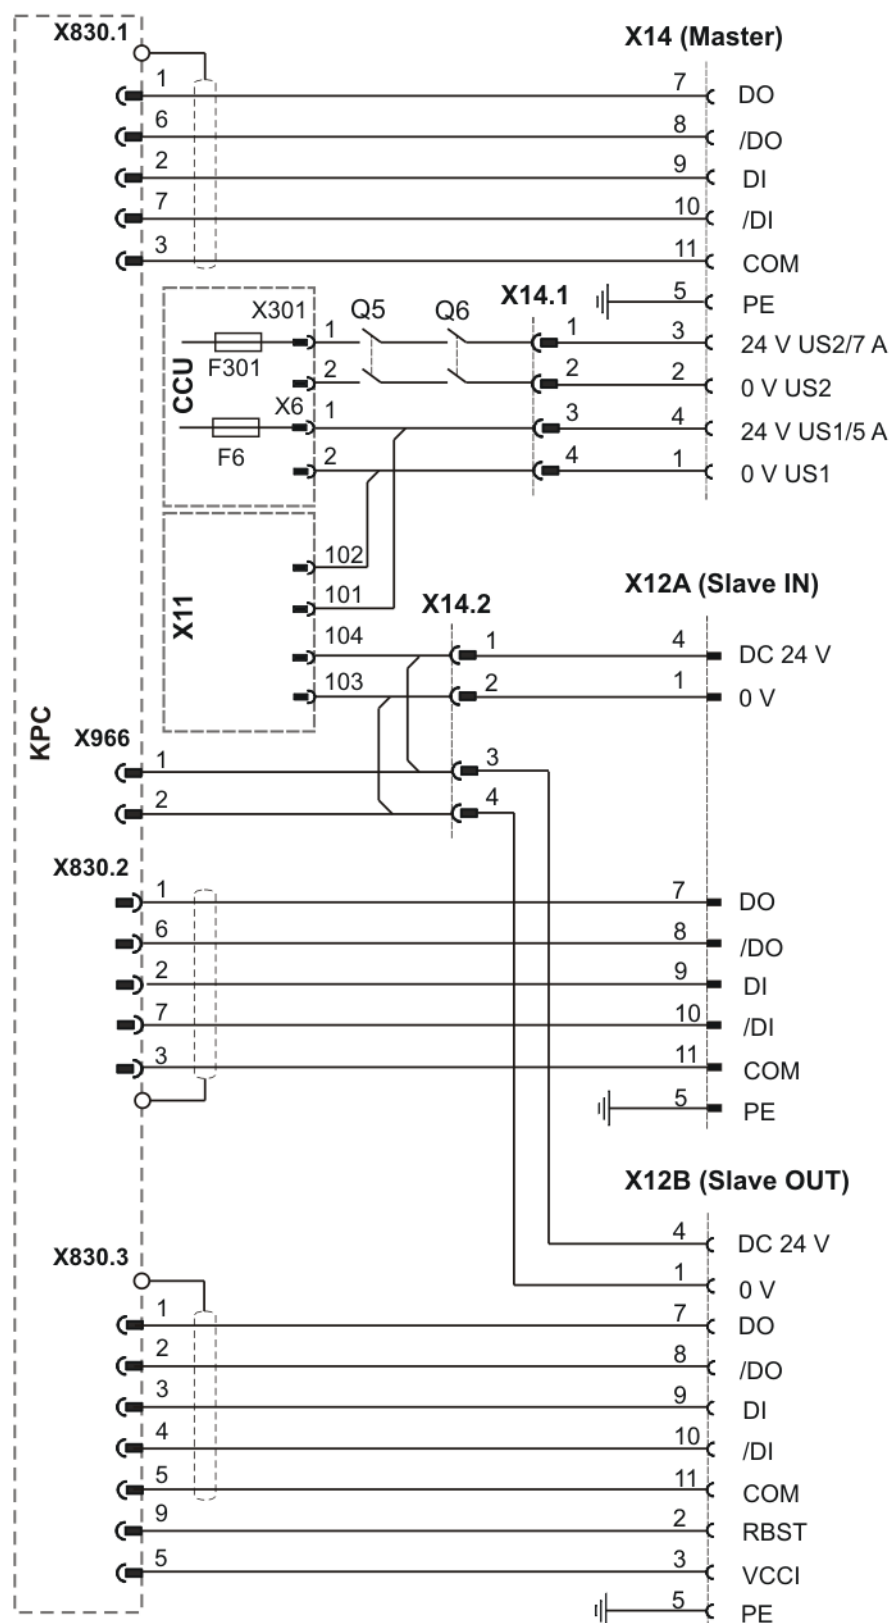 X830.1 X14 (Master)
1 7 DO
6 8 /DO
2 9 DI
7 10 /DI
3 11 COM
5 PE
X301 Q5 Q6 X14.1
F301 1 1 3 24 V US2/7 A
2 2 2 0 V US2
CCU
X6 1 3 4 24 V US1/5 A
F6 2 4 1 0 V US1
102
101
X11
X14.2 X12A (Slave IN)
104 1 4 DC 24 V
103 2 1 0 V
KPC
X966
1 3
2 4
X830.2
1 7 DO
6 8 /DO
2 9 DI
7 10 /DI
3 11 COM
5 PE
X12B (Slave OUT)
4 DC 24 V
X830.3
1 0 V
1 7 DO
2 8 /DO
3 9 DI
4 10 /DI
5 11 COM
9 2 RBST
5 3 VCCI
5 PE